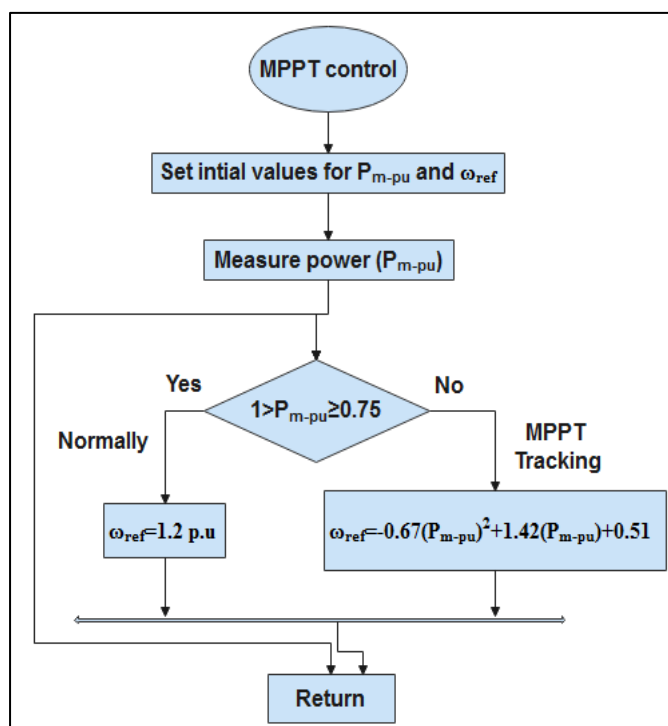 MPPT control
Set intial values for Pm-pu and ωref
Measure power (Pm-pu)
Yes
No
1>Pm-pu≥0.75
Normally
MPPT
Tracking
ωref=1.2 p.u
ωref=-0.67(Pm-pu)²+1.42(Pm-pu)+0.51
Return